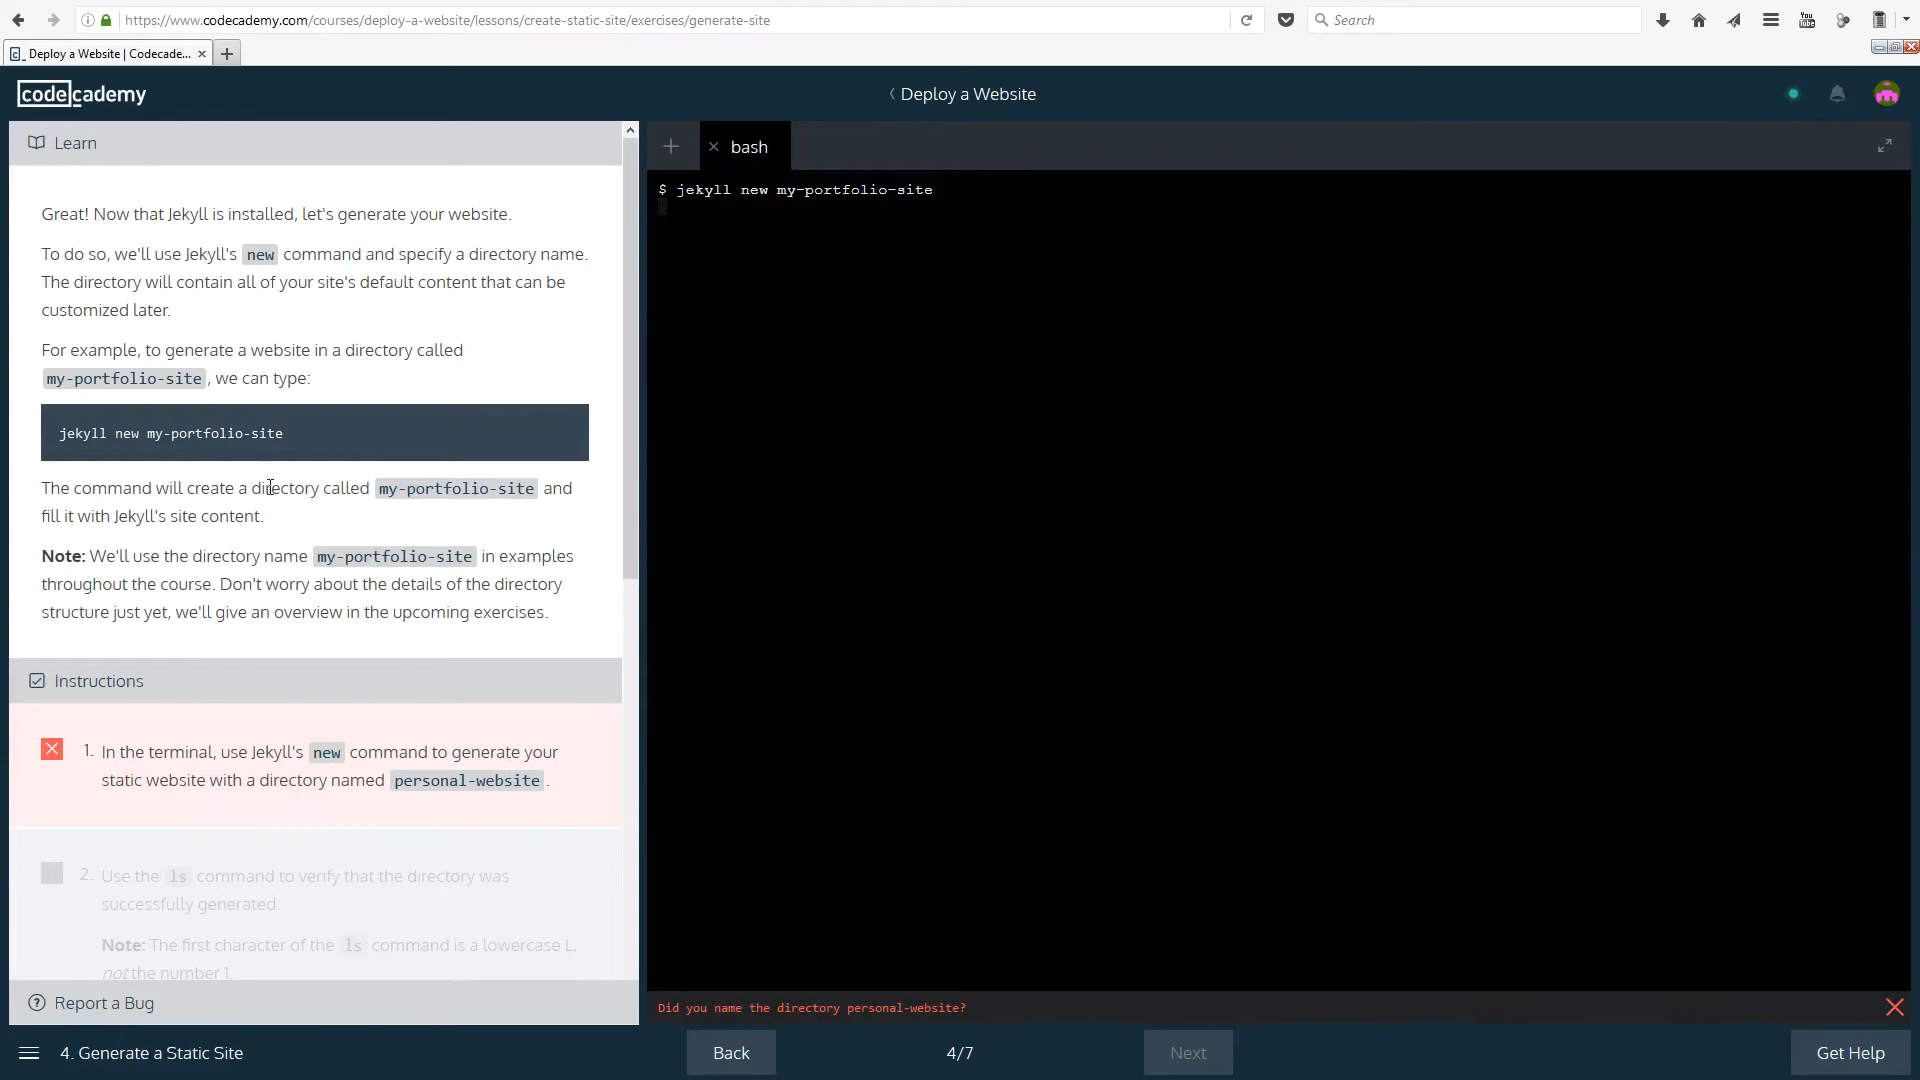 https://www.codecademy.com/courses/deploy-a-website/lessons/create-static-site/exercises/generate-site
Search
Deploy a Website | Codecade...
codecademy
Deploy a Website
Learn
bash
$ jekyll new my-portfolio-site
Great! Now that Jekyll is installed, let's generate your website.
To do so, we'll use Jekyll's new command and specify a directory name.
The directory will contain all of your site's default content that can be
customized later.
For example, to generate a website in a directory called
my-portfolio-site , we can type:
jekyll new my-portfolio-site
The command will create a directory called my-portfolio-site and
fill it with Jekyll's site content.
Note: We'll use the directory name my-portfolio-site in examples
throughout the course. Don't worry about the details of the directory
structure just yet, we'll give an overview in the upcoming exercises.
Instructions
1. In the terminal, use Jekyll's new command to generate your
static website with a directory named personal-website .
2. Use the ls command to verify that the directory was
successfully generated.
Note: The first character of the ls command is a lowercase L,
not the number 1.
Report a Bug
Did you name the directory personal-website?
4. Generate a Static Site
Back
4/7
Next
Get Help